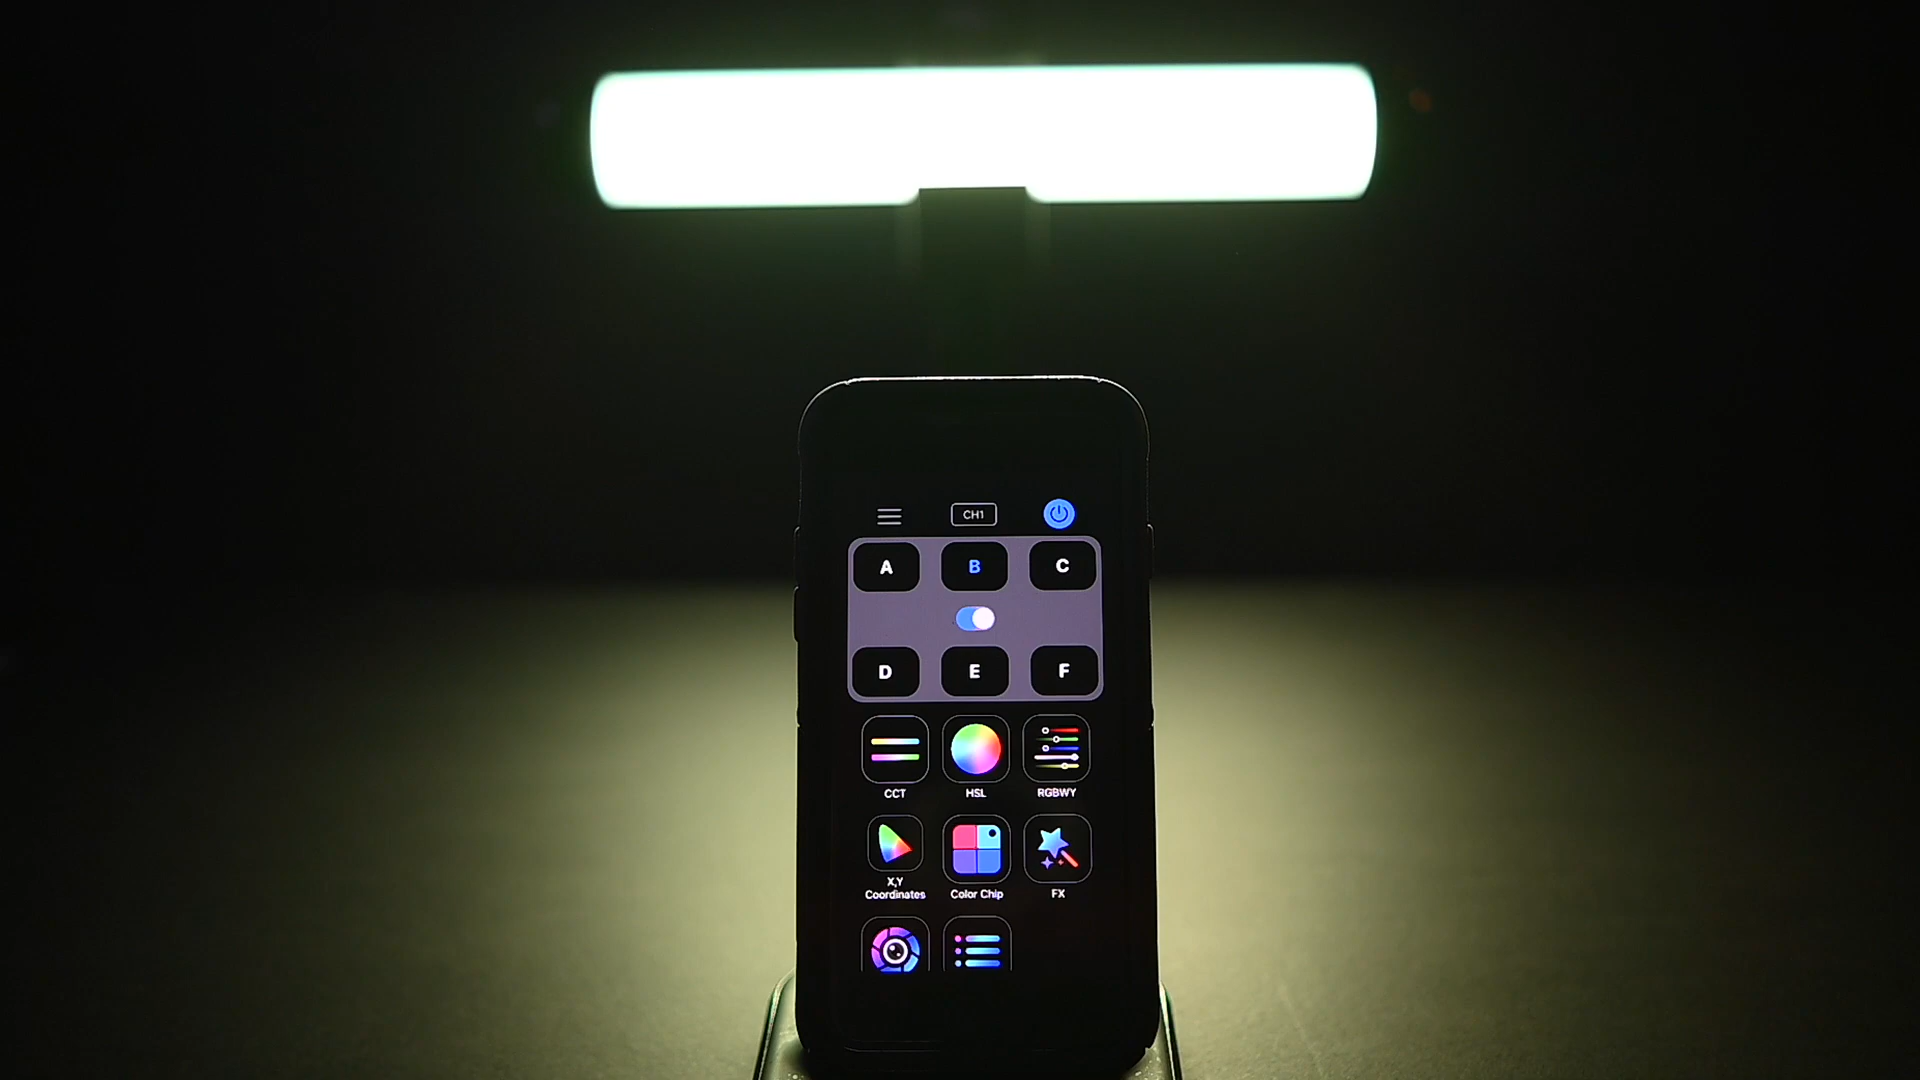 CH1
A B C
D E F
CCT HSL RGBWY
X,Y
Coordinates Color Chip FX